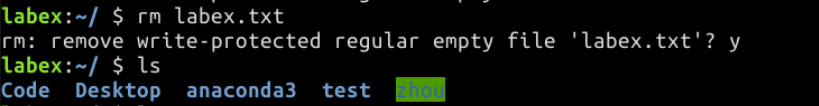 labex:~/ $ rm labex.txt
rm: remove write-protected regular empty file 'labex.txt'? y
labex:~/ $ ls
Code  Desktop  anaconda3  test  zhou